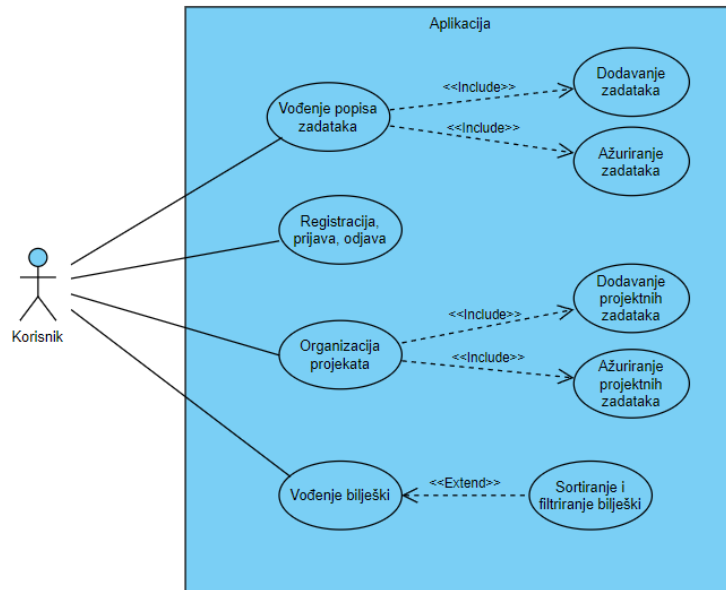 Aplikacija
Dodavanje
zadataka
<<Include>>
Vođenje popisa
zadataka
<<Include>>
Ažuriranje
zadataka
Registracija,
prijava, odjava
Korisnik
Dodavanje
projektnih
zadataka
<<Include>>
Organizacija
projekata
<<Include>>
Ažuriranje
projektnih
zadataka
Vođenje bilješki
<<Extend>>
Sortiranje i
filtriranje bilješki